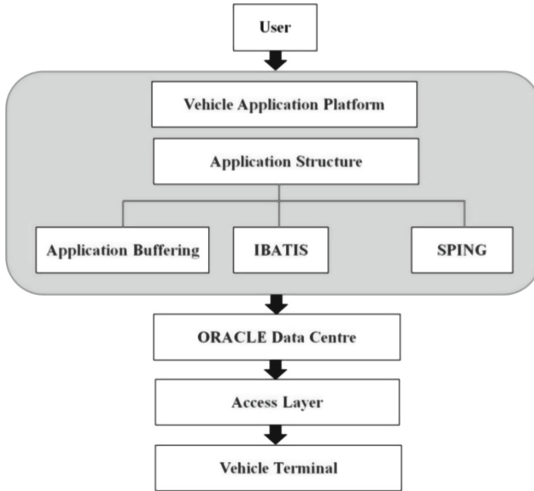 User
Vehicle Application Platform
Application Structure
Application Buffering
IBATIS
SPING
ORACLE Data Centre
Access Layer
Vehicle Terminal